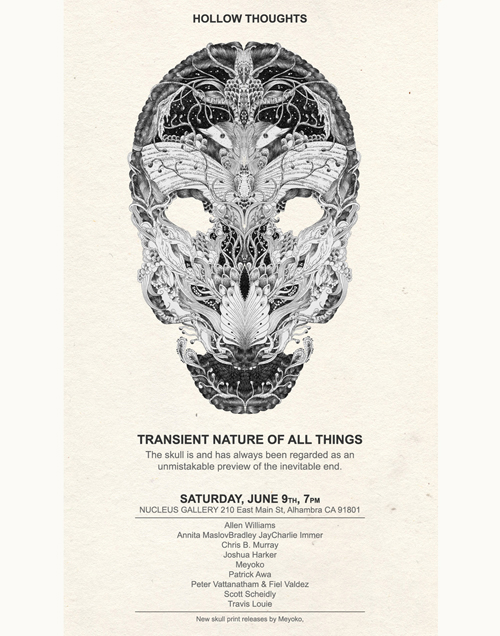 HOLLOW THOUGHTS
TRANSIENT NATURE OF ALL THINGS
The skull is and has always been regarded as an
unmistakable preview of the inevitable end.
SATURDAY, JUNE 9TH, 7PM
NUCLEUS GALLERY 210 East Main St, Alhambra CA 91801
Allen Williams
Annita MaslovBradley JayCharlie Immer
Chris B. Murray
Joshua Harker
Meyoko
Patrick Awa
Peter Vattanatham & Fiel Valdez
Scott Scheidly
Travis Louie
New skull print releases by Meyoko,